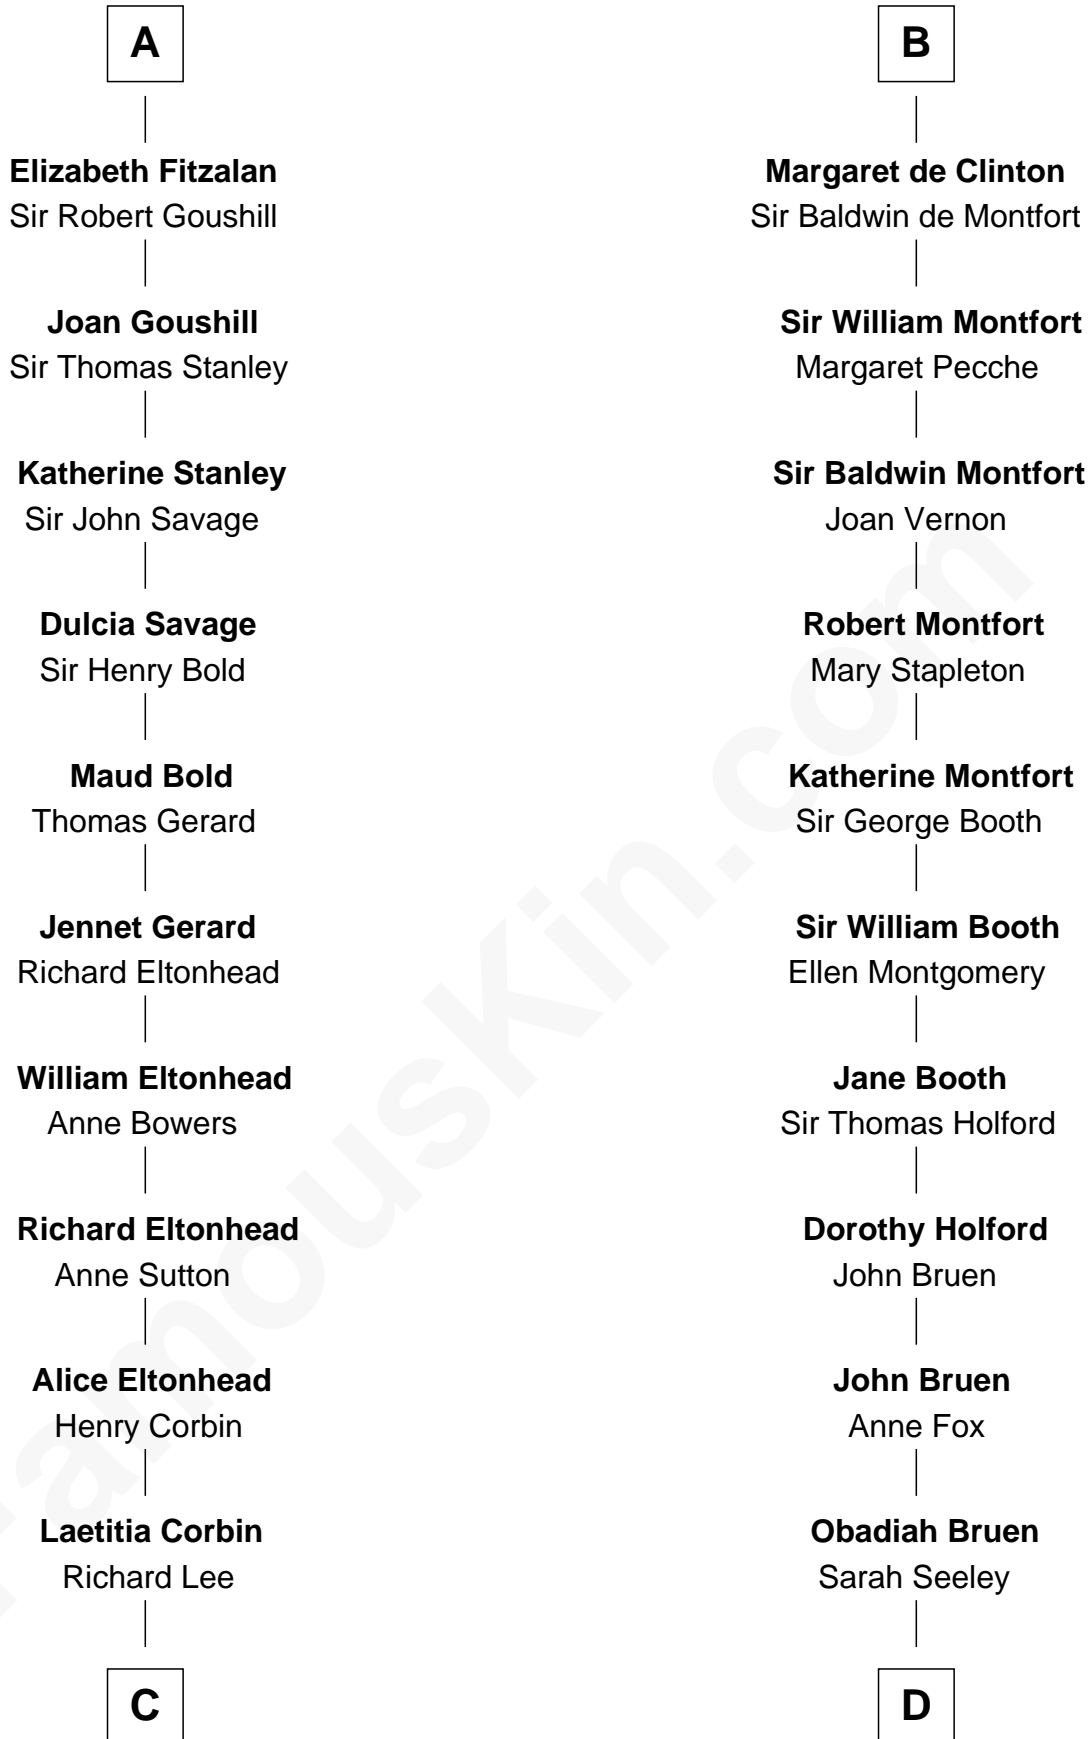 A
Elizabeth Fitzalan
Sir Robert Goushill
Joan Goushill
Sir Thomas Stanley
Katherine Stanley
Sir John Savage
Dulcia Savage
Sir Henry Bold
Maud Bold
Thomas Gerard
Jennet Gerard
Richard Eltonhead
William Eltonhead
Anne Bowers
Richard Eltonhead
Anne Sutton
Alice Eltonhead
Henry Corbin
Laetitia Corbin
Richard Lee
C
B
Margaret de Clinton
Sir Baldwin de Montfort
Sir William Montfort
Margaret Pecche
Sir Baldwin Montfort
Joan Vernon
Robert Montfort
Mary Stapleton
Katherine Montfort
Sir George Booth
Sir William Booth
Ellen Montgomery
Jane Booth
Sir Thomas Holford
Dorothy Holford
John Bruen
John Bruen
Anne Fox
Obadiah Bruen
Sarah Seeley
D
FamousKin.com